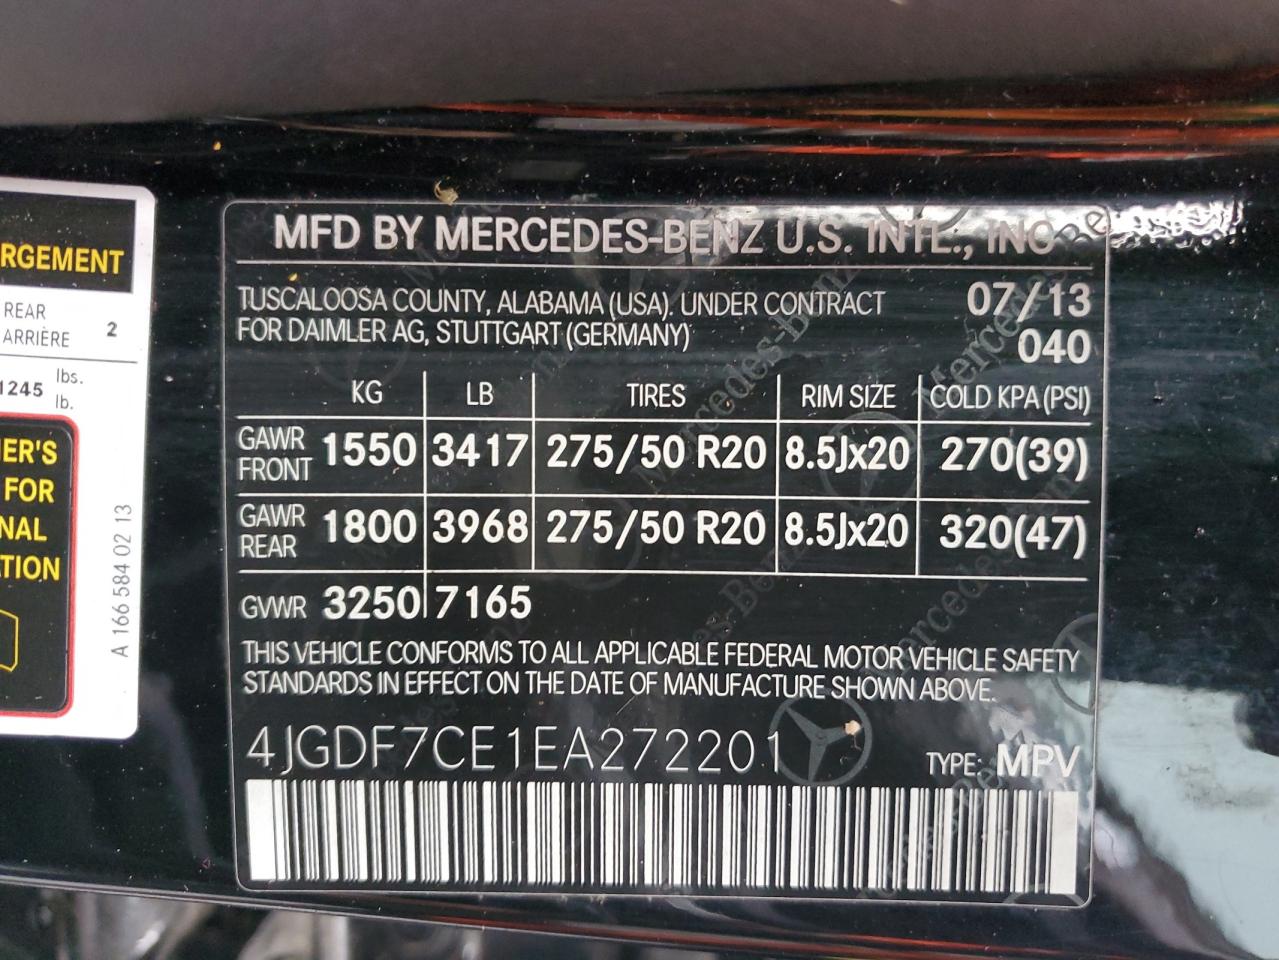 RGEMENT
REAR
ARRIÈRE 2
1245 lbs.
lb.
ER'S
FOR
NAL
TION
A 166 584 02 13
MFD BY MERCEDES-BENZ U.S. INTL., INC
TUSCALOOSA COUNTY, ALABAMA (USA). UNDER CONTRACT 07/13
FOR DAIMLER AG, STUTTGART (GERMANY) 040
KG LB TIRES RIM SIZE COLD KPA (PSI)
GAWR FRONT 1550 3417 275/50 R20 8.5Jx20 270(39)
GAWR REAR 1800 3968 275/50 R20 8.5Jx20 320(47)
GVWR 3250 7165
THIS VEHICLE CONFORMS TO ALL APPLICABLE FEDERAL MOTOR VEHICLE SAFETY
STANDARDS IN EFFECT ON THE DATE OF MANUFACTURE SHOWN ABOVE.
4JGDF7CE1EA272201 TYPE: MPV